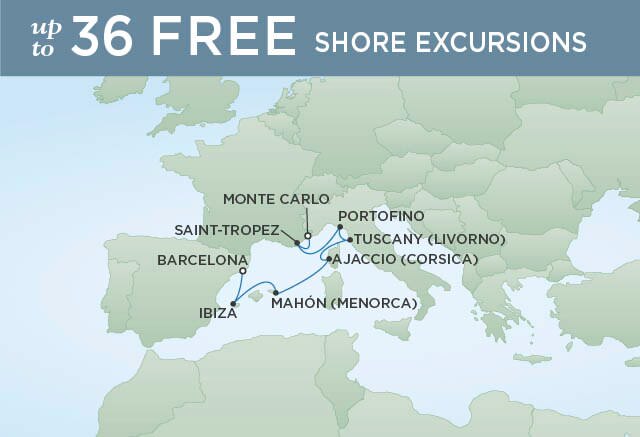 up to 36 FREE SHORE EXCURSIONS
MONTE CARLO
PORTOFINO
SAINT-TROPEZ
TUSCANY (LIVORNO)
BARCELONA
AJACCIO (CORSICA)
IBIZA
MAHÓN (MENORCA)